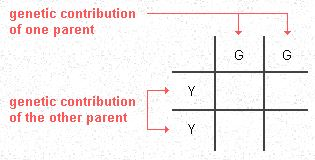 genetic contribution
of one parent
G G
Y
genetic contribution
of the other parent
Y